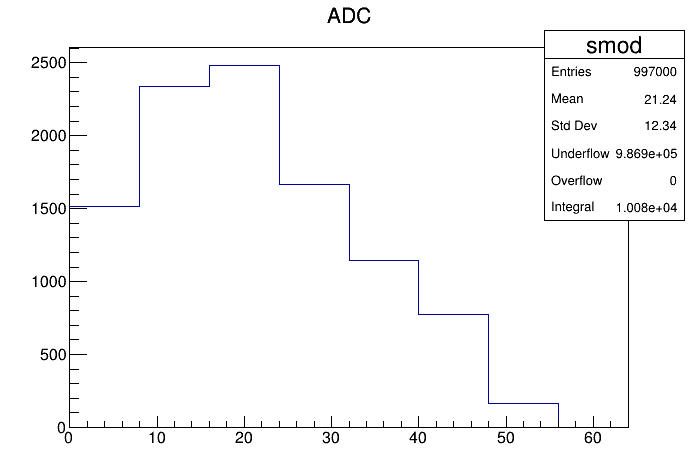 ADC
smod
Entries 997000
Mean 21.24
Std Dev 12.34
Underflow 9.869e+05
Overflow 0
Integral 1.008e+04
2500
2000
1500
1000
500
0
0 10 20 30 40 50 60